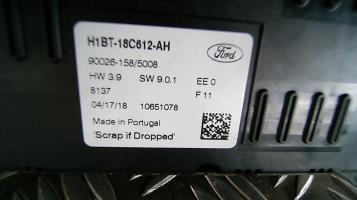 H1BT-18C612-AH
Ford
90026-158/5008
HW 3.9 SW 9.0.1 EE 0
8137 F 11
04/17/18 10651078
Made in Portugal
'Scrap if Dropped'